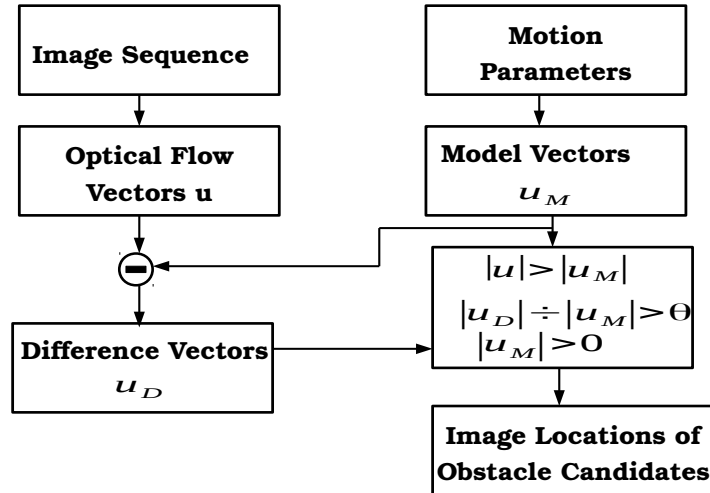 Image Sequence
Motion
Parameters
Optical Flow
Vectors u
Model Vectors
u_M
|u|>|u_M|
|u_D|÷|u_M|>Θ
|u_M|>0
Difference Vectors
u_D
Image Locations of
Obstacle Candidates